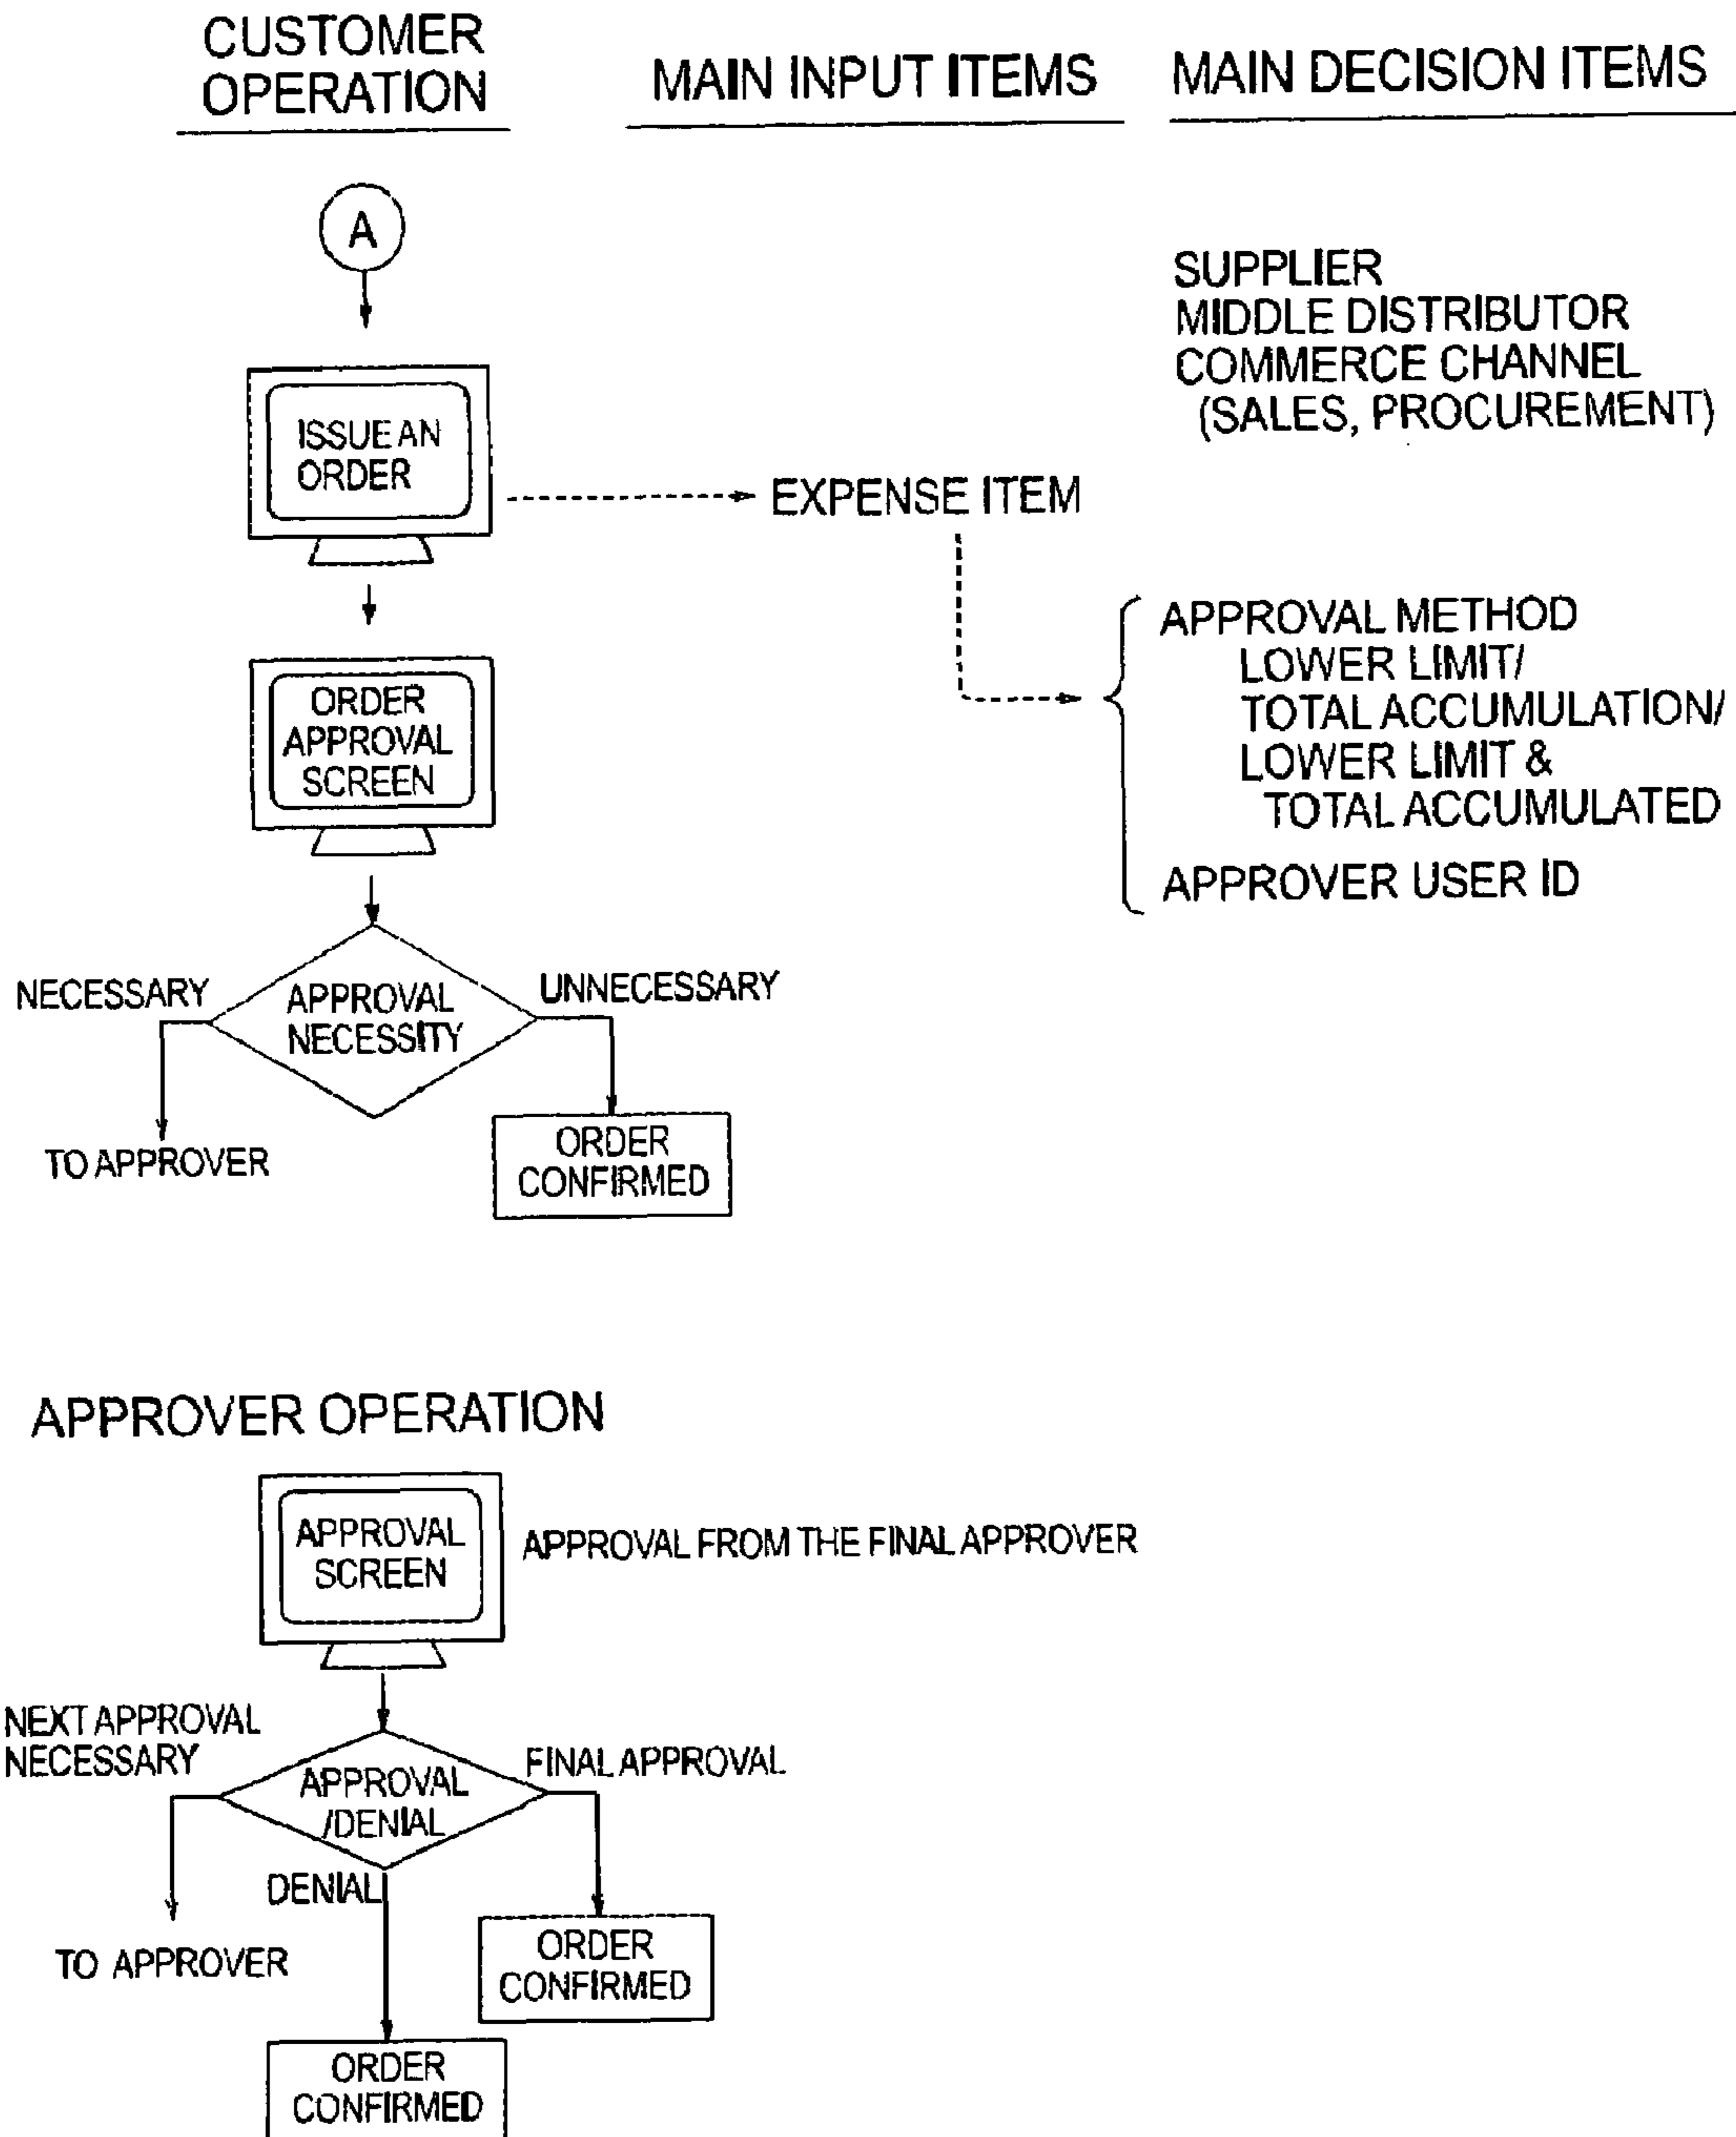 CUSTOMER
OPERATION
MAIN INPUT ITEMS
MAIN DECISION ITEMS
A
SUPPLIER
MIDDLE DISTRIBUTOR
COMMERCE CHANNEL
(SALES, PROCUREMENT)
ISSUE AN
ORDER
EXPENSE ITEM
APPROVAL METHOD
LOWER LIMIT/
TOTAL ACCUMULATION/
LOWER LIMIT &
TOTAL ACCUMULATED
APPROVER USER ID
ORDER
APPROVAL
SCREEN
NECESSARY
APPROVAL
NECESSITY
UNNECESSARY
TO APPROVER
ORDER
CONFIRMED
APPROVER OPERATION
APPROVAL
SCREEN
APPROVAL FROM THE FINAL APPROVER
NEXT APPROVAL
NECESSARY
APPROVAL
/DENIAL
FINAL APPROVAL
DENIAL
TO APPROVER
ORDER
CONFIRMED
ORDER
CONFIRMED